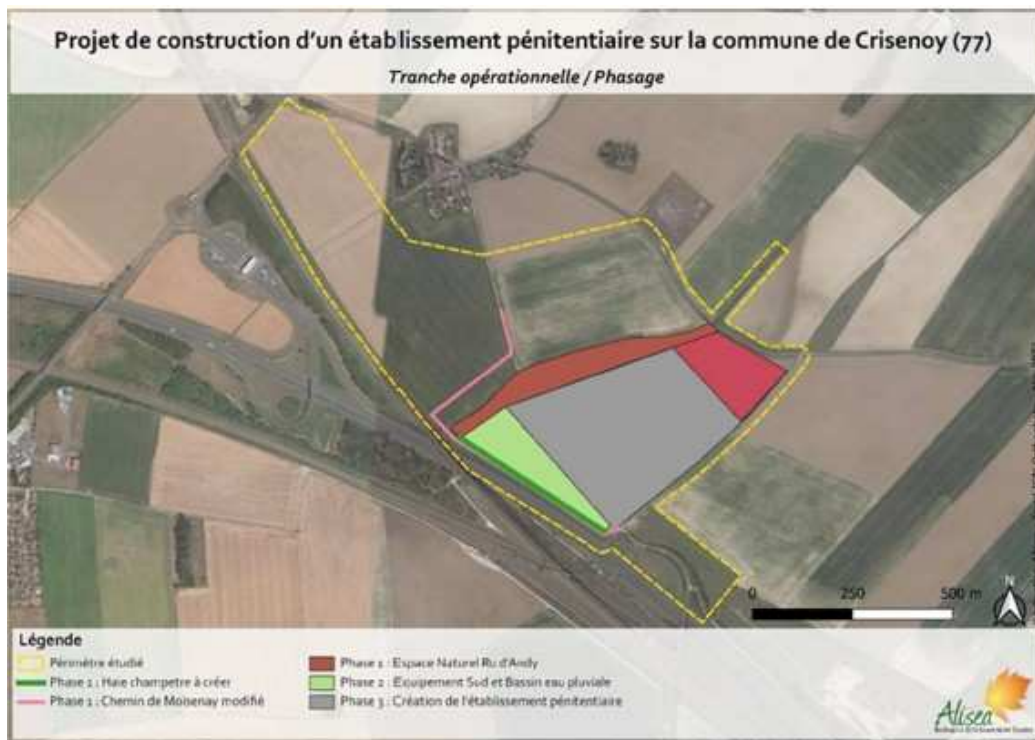 Projet de construction d'un établissement pénitentiaire sur la commune de Crisenoy (77)
Tranche opérationnelle / Phasage
N
0 250 500 m
Légende
Périmètre étudié
Phase 1 : Haie champetre à créer
Phase 1 : Chemin de Moisenay modifié
Phase 1 : Espace Naturel Ru d'Andy
Phase 2 : Equipement Sud et Bassin eau pluviale
Phase 3 : Création de l'établissement pénitentiaire
Alisea